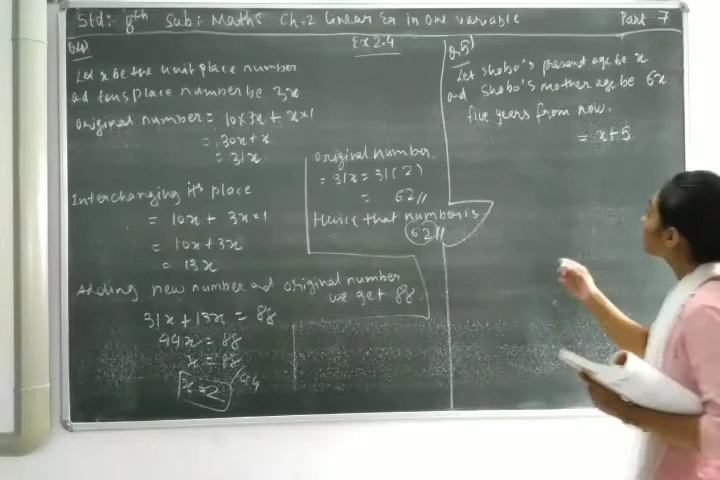 Std: 8th Sub: Maths Ch-2 Linear Eq in One variable Part 7
Ex 2.4
Q.4)
Let x be the unit place number
ad tens place number be 3x
original number = 10×3x + x×1
= 30x + x
= 31x
Interchanging it's place
= 10x + 3x×1
= 10x + 3x
= 13x
Adding new number and original number
we get 88.
31x + 13x = 88
44x = 88
x = 88/44
x = 2
original number
= 31x = 31(2)
= 62//
Hence that number is
62//
Q.5)
Let shobo's present age be x
and shobo's mother age be 6x
five years from now.
= x+5